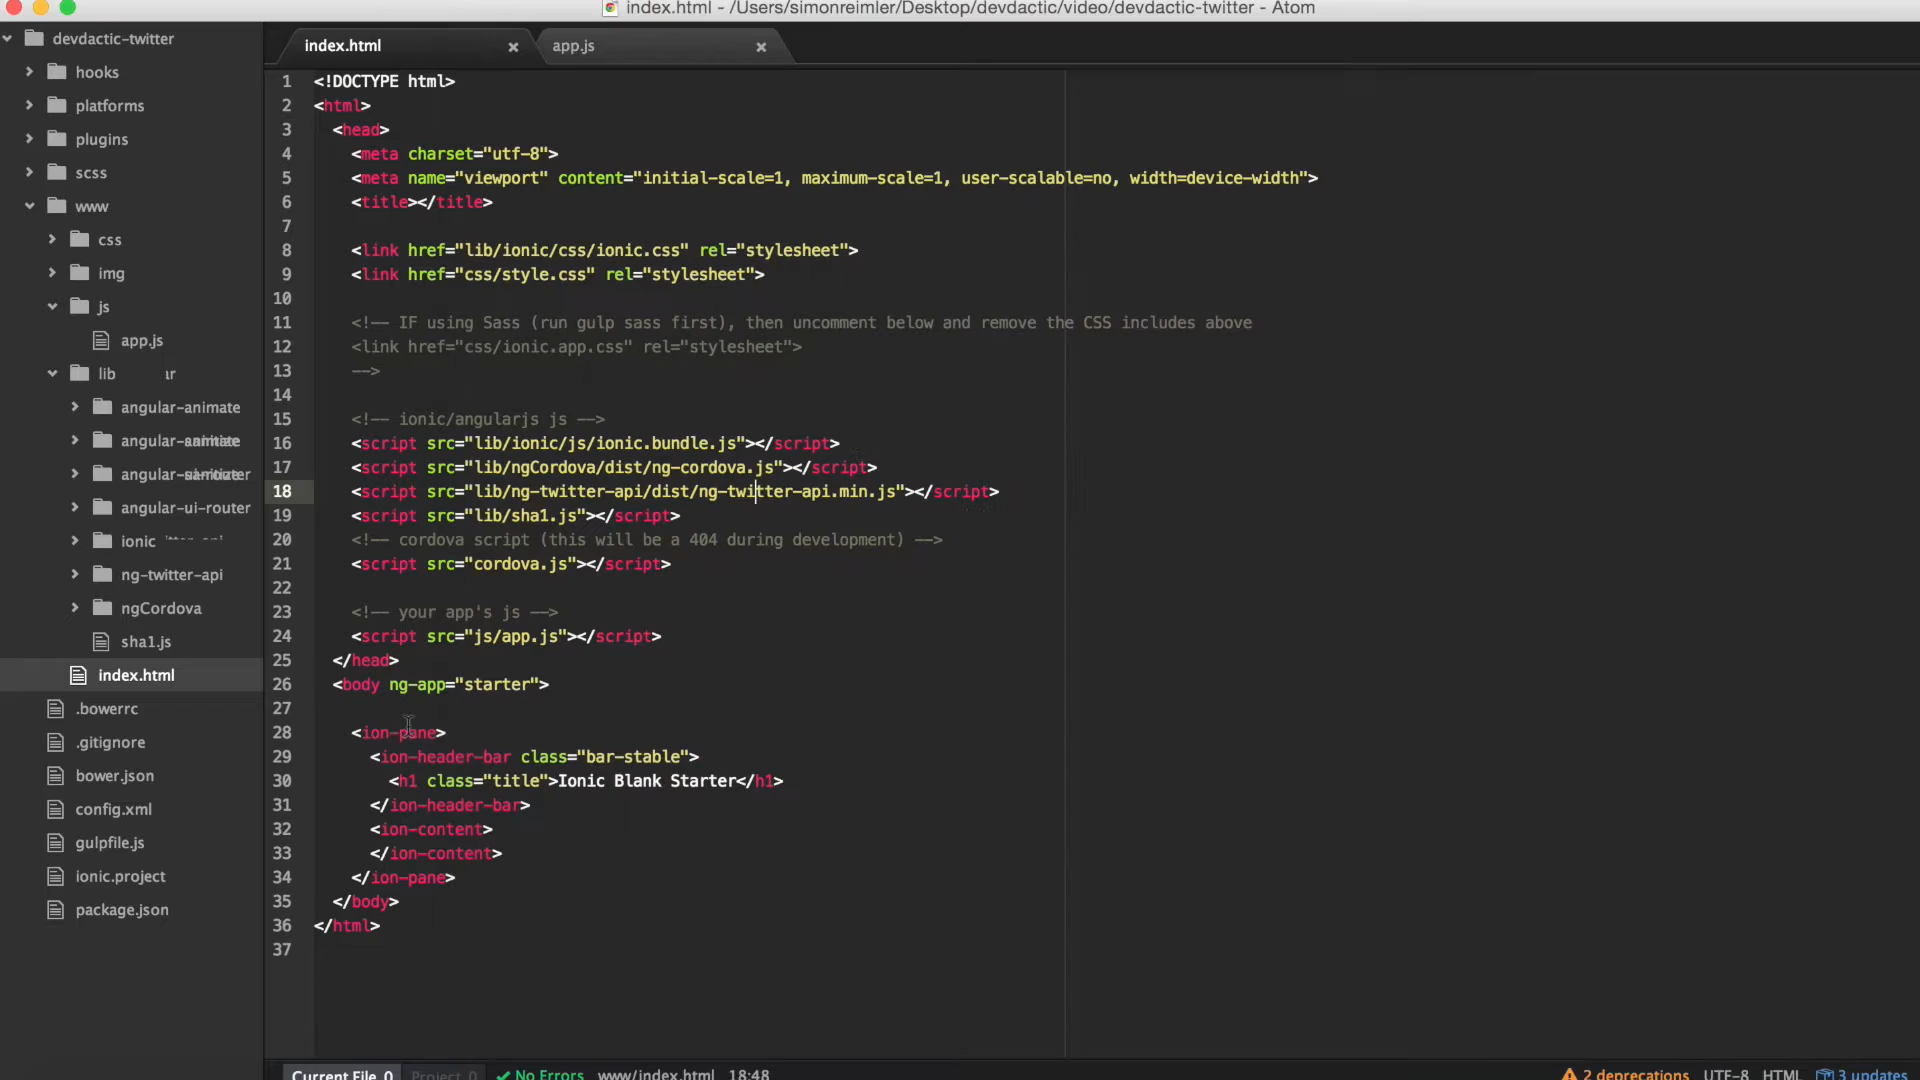 index.html - /Users/simonreimler/Desktop/devdactic/video/devdactic-twitter - Atom
devdactic-twitter
hooks
platforms
plugins
scss
www
css
img
js
app.js
lib
angular-animate
angular-
angular-
angular-ui-router
ionic
ng-twitter-api
ngCordova
sha1.js
index.html
.bowerrc
.gitignore
bower.json
config.xml
gulpfile.js
ionic.project
package.json
index.html
app.js
1 <!DOCTYPE html>
2 <html>
3 <head>
4 <meta charset="utf-8">
5 <meta name="viewport" content="initial-scale=1, maximum-scale=1, user-scalable=no, width=device-width">
6 <title></title>
7
8 <link href="lib/ionic/css/ionic.css" rel="stylesheet">
9 <link href="css/style.css" rel="stylesheet">
10
11 <!-- IF using Sass (run gulp sass first), then uncomment below and remove the CSS includes above
12 <link href="css/ionic.app.css" rel="stylesheet">
13 -->
14
15 <!-- ionic/angularjs js -->
16 <script src="lib/ionic/js/ionic.bundle.js"></script>
17 <script src="lib/ngCordova/dist/ng-cordova.js"></script>
18 <script src="lib/ng-twitter-api/dist/ng-twitter-api.min.js"></script>
19 <script src="lib/sha1.js"></script>
20 <!-- cordova script (this will be a 404 during development) -->
21 <script src="cordova.js"></script>
22
23 <!-- your app's js -->
24 <script src="js/app.js"></script>
25 </head>
26 <body ng-app="starter">
27
28 <ion-pane>
29 <ion-header-bar class="bar-stable">
30 <h1 class="title">Ionic Blank Starter</h1>
31 </ion-header-bar>
32 <ion-content>
33 </ion-content>
34 </ion-pane>
35 </body>
36 </html>
37
Current File 0 Project 0 No Errors www/index.html 18:48 2 deprecations UTF-8 HTML 3 updates